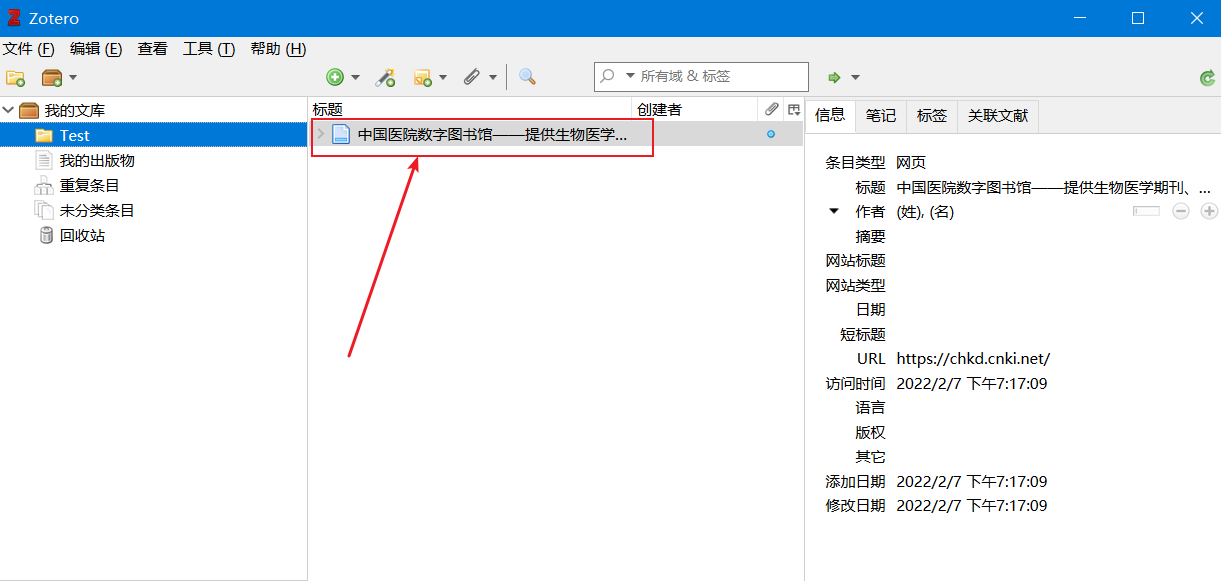 Zotero
文件 (F) 编辑 (E) 查看 工具 (T) 帮助 (H)
所有域 & 标签
我的文库
Test
我的出版物
重复条目
未分类条目
回收站
标题 创建者
中国医院数字图书馆——提供生物医学...
信息 笔记 标签 关联文献
条目类型 网页
标题 中国医院数字图书馆——提供生物医学期刊、...
作者 (姓), (名)
摘要
网站标题
网站类型
日期
短标题
URL https://chkd.cnki.net/
访问时间 2022/2/7 下午7:17:09
语言
版权
其它
添加日期 2022/2/7 下午7:17:09
修改日期 2022/2/7 下午7:17:09